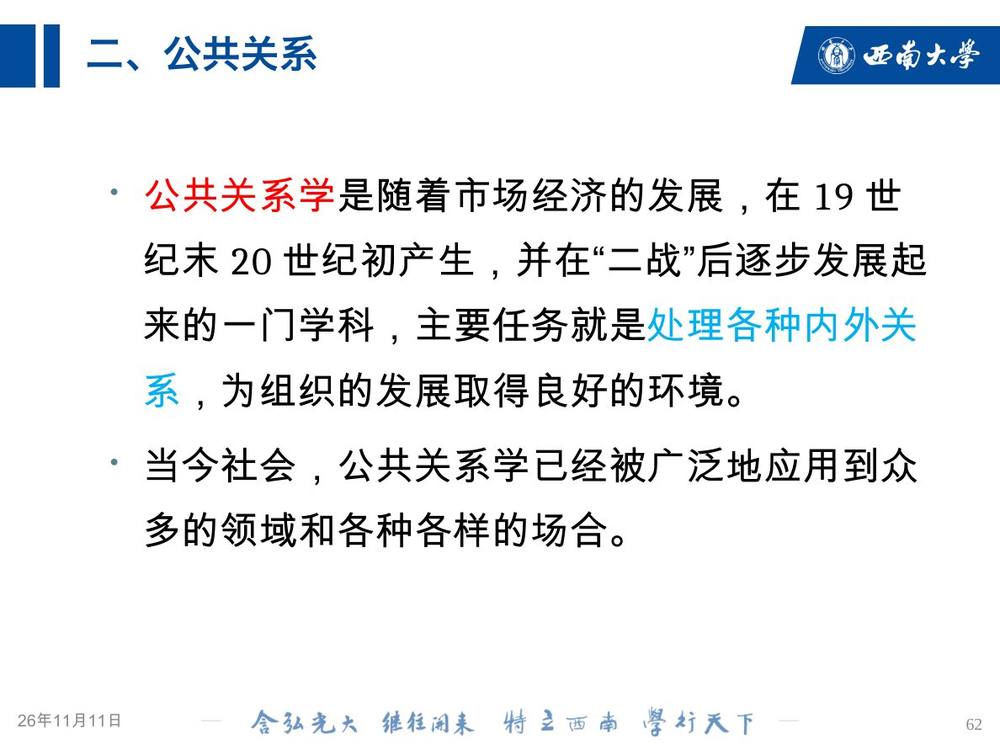 二、公共关系
西南大学
• 公共关系学是随着市场经济的发展，在 19 世
纪末 20 世纪初产生，并在“二战”后逐步发展起
来的一门学科，主要任务就是处理各种内外关
系，为组织的发展取得良好的环境。
• 当今社会，公共关系学已经被广泛地应用到众
多的领域和各种各样的场合。
26年11月11日
含弘光大 继往开来 特立西南 學行天下
62